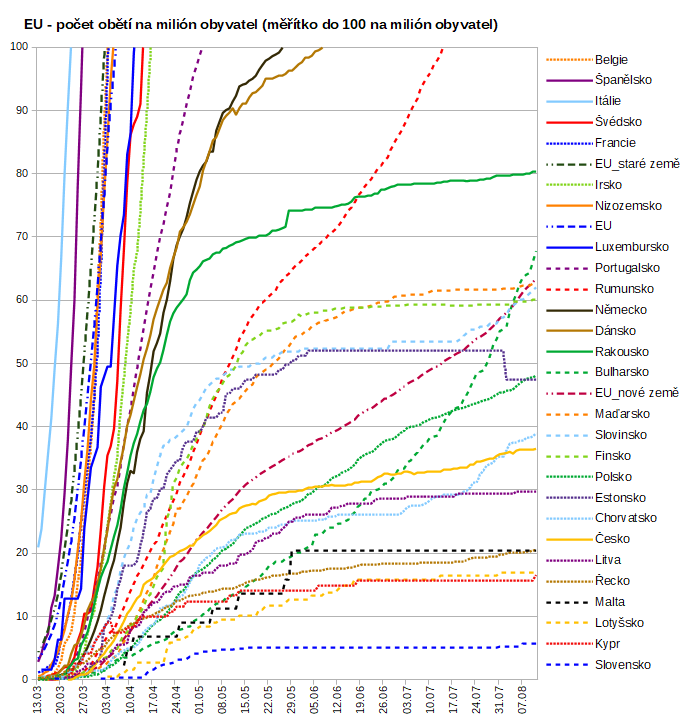 EU - počet obětí na milión obyvatel (měřítko do 100 na milión obyvatel)
100
90
80
70
60
50
40
30
20
10
0
13.03
20.03
27.03
03.04
10.04
17.04
24.04
01.05
08.05
15.05
22.05
29.05
05.06
12.06
19.06
26.06
03.07
10.07
17.07
24.07
31.07
07.08
Belgie
Španělsko
Itálie
Švédsko
Francie
EU_staré země
Irsko
Nizozemsko
EU
Luxembursko
Portugalsko
Rumunsko
Německo
Dánsko
Rakousko
Bulharsko
EU_nové země
Maďarsko
Slovinsko
Finsko
Polsko
Estonsko
Chorvatsko
Česko
Litva
Řecko
Malta
Lotyšsko
Kypr
Slovensko